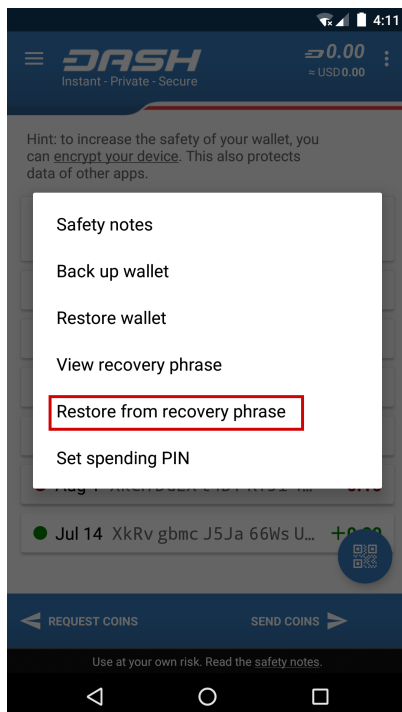 4:11
DASH
0.00
Instant - Private - Secure
≈ USD 0.00
Hint: to increase the safety of your wallet, you
can encrypt your device. This also protects
data of other apps.
Safety notes
Back up wallet
Restore wallet
View recovery phrase
Restore from recovery phrase
Set spending PIN
Jul 14 XkRv gbmc J5Ja 66Ws U...
REQUEST COINS
SEND COINS
Use at your own risk. Read the safety notes.